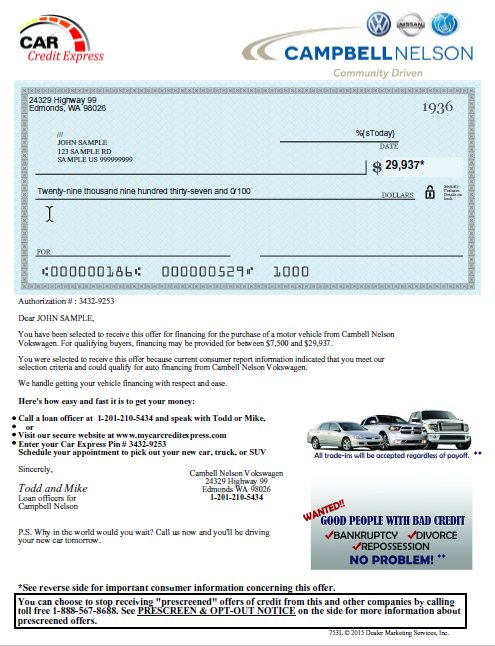 CAR
Credit Express
NISSAN
CAMPBELLNELSON
Community Driven
24329 Highway 99
Edmonds, WA 98026
1936
///
JOHN SAMPLE
123 SAMPLE RD
SAMPLE US 999999999
%{sToday}
DATE
$ 29,937*
Twenty-nine thousand nine hundred thirty-seven and 0/100
DOLLARS
Security
Features
Details on
back
FOR
000000186 000000529 1000
Authorization # : 3432-9253
Dear JOHN SAMPLE,
You have been selected to receive this offer for financing for the purchase of a motor vehicle from Cambell Nelson
Vokswagen. For qualifying buyers, financing may be provided for between $7,500 and $29,937.
You were selected to receive this offer because current consumer report information indicated that you meet our
selection criteria and could qualify for auto financing from Cambell Nelson Vokswagen.
We handle getting your vehicle financing with respect and ease.
Here's how easy and fast it is to get your money:
• Call a loan officer at 1-201-210-5434 and speak with Todd or Mike,
• or
• Visit our secure website at www.mycarcreditexpress.com
• Enter your Car Express Pin # 3432-9253
Schedule your appointment to pick out your new car, truck, or SUV
All trade-ins will be accepted regardless of payoff. **
Sincerely,
Todd and Mike
Loan officers for
Campbell Nelson
Cambell Nelson Vokswagen
24329 Highway 99
Edmonds WA 98026
1-201-210-5434
WANTED!!
GOOD PEOPLE WITH BAD CREDIT
✓BANKRUPTCY ✓DIVORCE
✓REPOSSESSION
NO PROBLEM! **
P.S. Why in the world would you wait? Call us now and you'll be driving
your new car tomorrow.
*See reverse side for important consumer information concerning this offer.
You can choose to stop receiving "prescreened" offers of credit from this and other companies by calling
toll free 1-888-567-8688. See PRESCREEN & OPT-OUT NOTICE on the side for more information about
prescreened offers.
753L © 2015 Dealer Marketing Services, Inc.